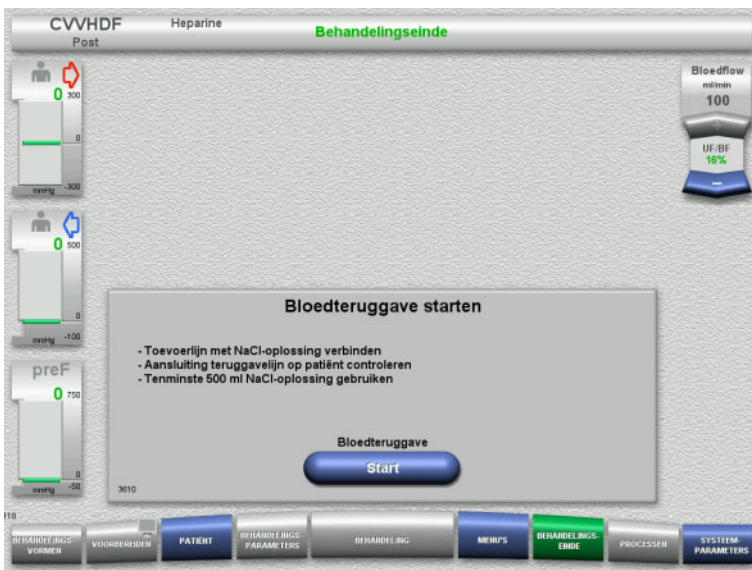 CVVHDF
Heparine
Post
Behandelingseinde
0 300
0
mmHg -300
0 500
0
mmHg -100
preF
0 750
0
mmHg -50
Bloedflow
ml/min
100
+
UF/BF
16%
-
Bloedteruggave starten
- Toevoerlijn met NaCl-oplossing verbinden
- Aansluiting teruggavelijn op patiënt controleren
- Tenminste 500 ml NaCl-oplossing gebruiken
Bloedteruggave
Start
3610
10
BEHANDELINGS-
VORMEN
VOORBEREIDEN
PATIËNT
BEHANDELINGS-
PARAMETERS
BEHANDELING
MENU'S
BEHANDELINGS-
EINDE
PROCESSEN
SYSTEEM-
PARAMETERS